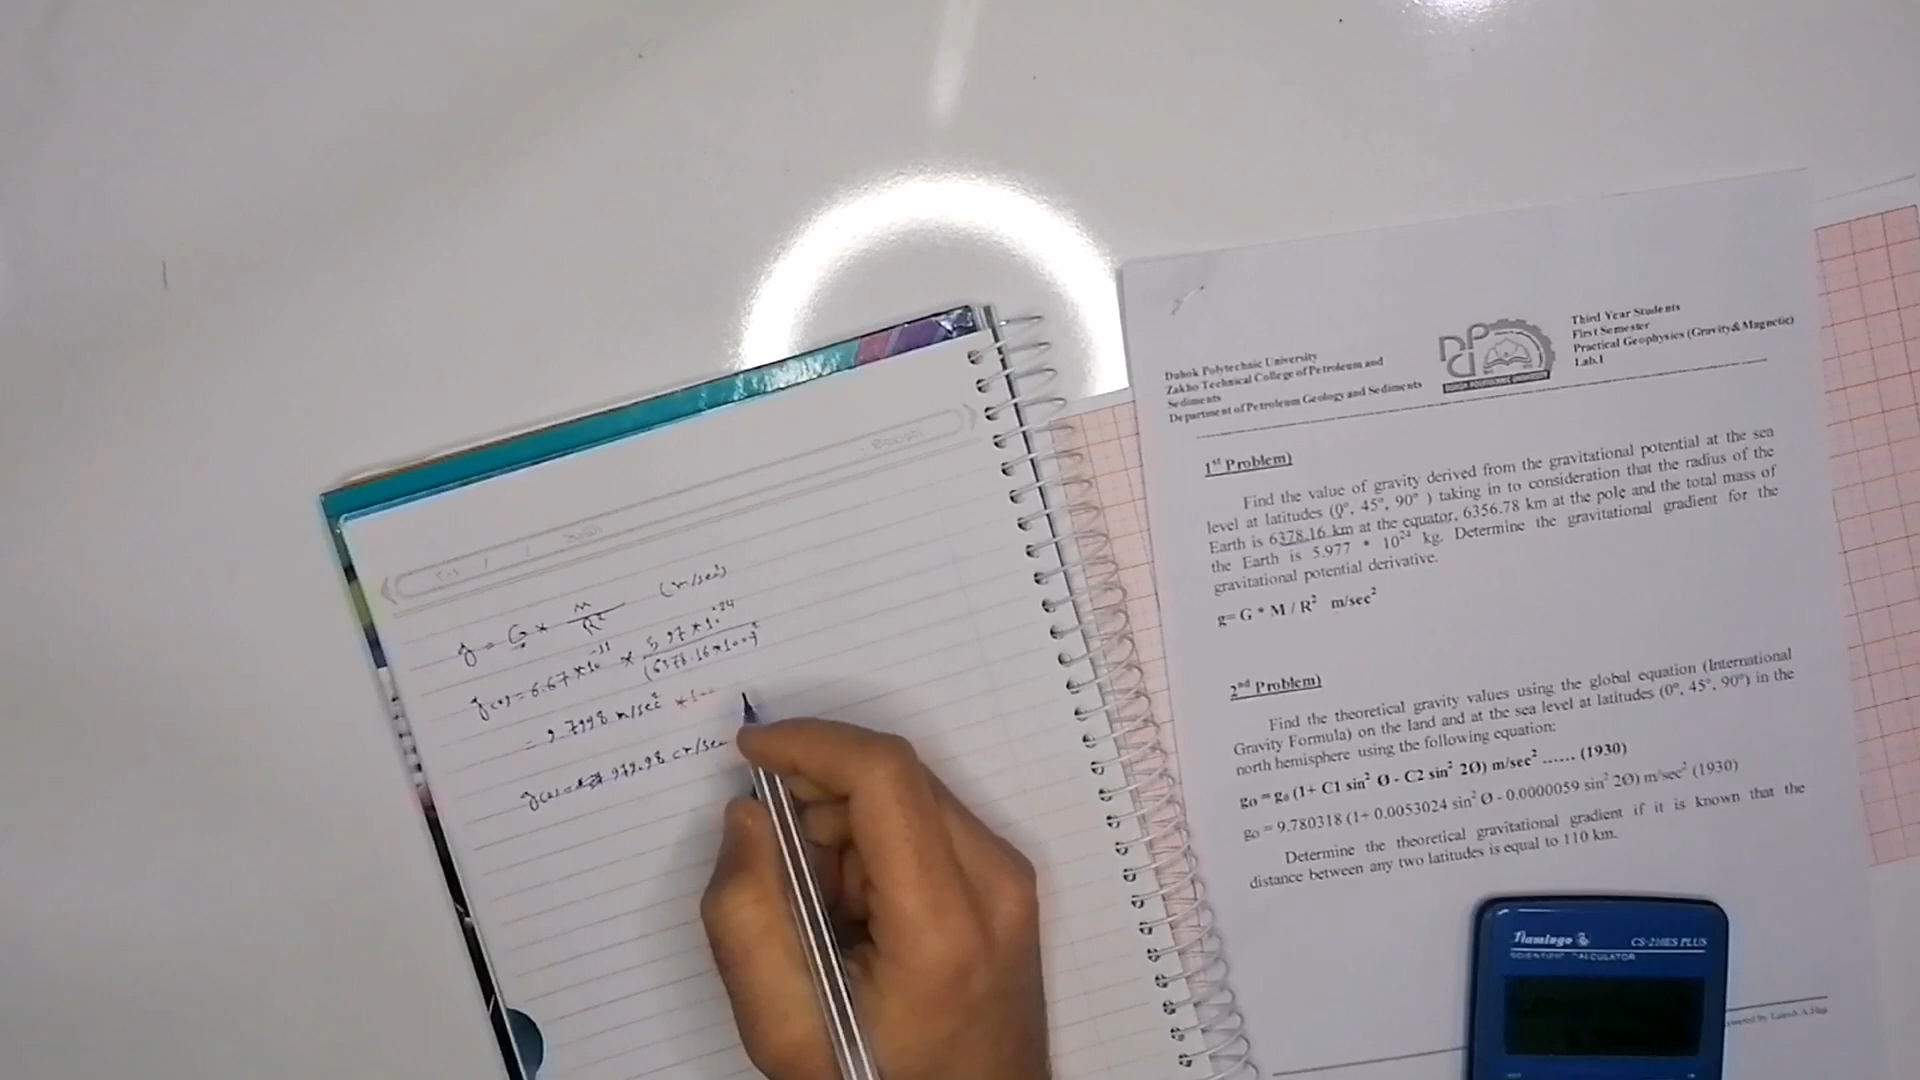 g = G * M / R² (m/sec²)
g(0) = 6.67 * 10⁻¹¹ * 5.97 * 10²⁴ / (6378.16 * 1000)²
= 9.7998 m/sec² * 100
979.98 cm/sec
Duhok Polytechnic University
Zakho Technical College of Petroleum and
Sediments
Department of Petroleum Geology and Sediments
Third Year Students
First Semester
Practical Geophysics (Gravity& Magnetic)
Lab.1
1st Problem)
Find the value of gravity derived from the gravitational potential at the sea
level at latitudes (0°, 45°, 90° ) taking in to consideration that the radius of the
Earth is 6378.16 km at the equator, 6356.78 km at the pole and the total mass of
the Earth is 5.977 * 10²⁴ kg. Determine the gravitational gradient for the
gravitational potential derivative.
g= G * M / R² m/sec²
2nd Problem)
Find the theoretical gravity values using the global equation (International
Gravity Formula) on the land and at the sea level at latitudes (0°, 45°, 90°) in the
north hemisphere using the following equation:
gₒ = gₑ (1+ C1 sin² Ø - C2 sin² 2Ø) m/sec² ...... (1930)
gₒ = 9.780318 (1+ 0.0053024 sin² Ø - 0.0000059 sin² 2Ø) m/sec² (1930)
Determine the theoretical gravitational gradient if it is known that the
distance between any two latitudes is equal to 110 km.
flamingo CS-210ES PLUS
SCIENTIFIC CALCULATOR